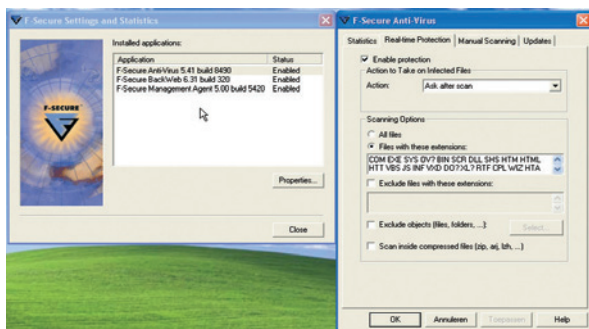 F-Secure Settings and Statistics
Installed applications:
Application Status
F-Secure Anti-Virus 5.41 build 8490 Enabled
F-Secure BackWeb 6.31 build 320 Enabled
F-Secure Management Agent 5.00 build 5420 Enabled
F-SECURE
Properties...
Close
F-Secure Anti-Virus
Statistics Real-time Protection Manual Scanning Updates
Enable protection
Action to Take on Infected Files
Action: Ask after scan
Scanning Options
All files
Files with these extensions:
COM EXE SYS OV? BIN SCR DLL SHS HTM HTML
HTT VBS JS INF VXD DO? XL? RTF CPL WIZ HTA
Exclude files with these extensions:
Exclude objects (files, folders, ...): Select...
Scan inside compressed files (zip, arj, lzh, ...)
OK Annuleren Toepassen Help